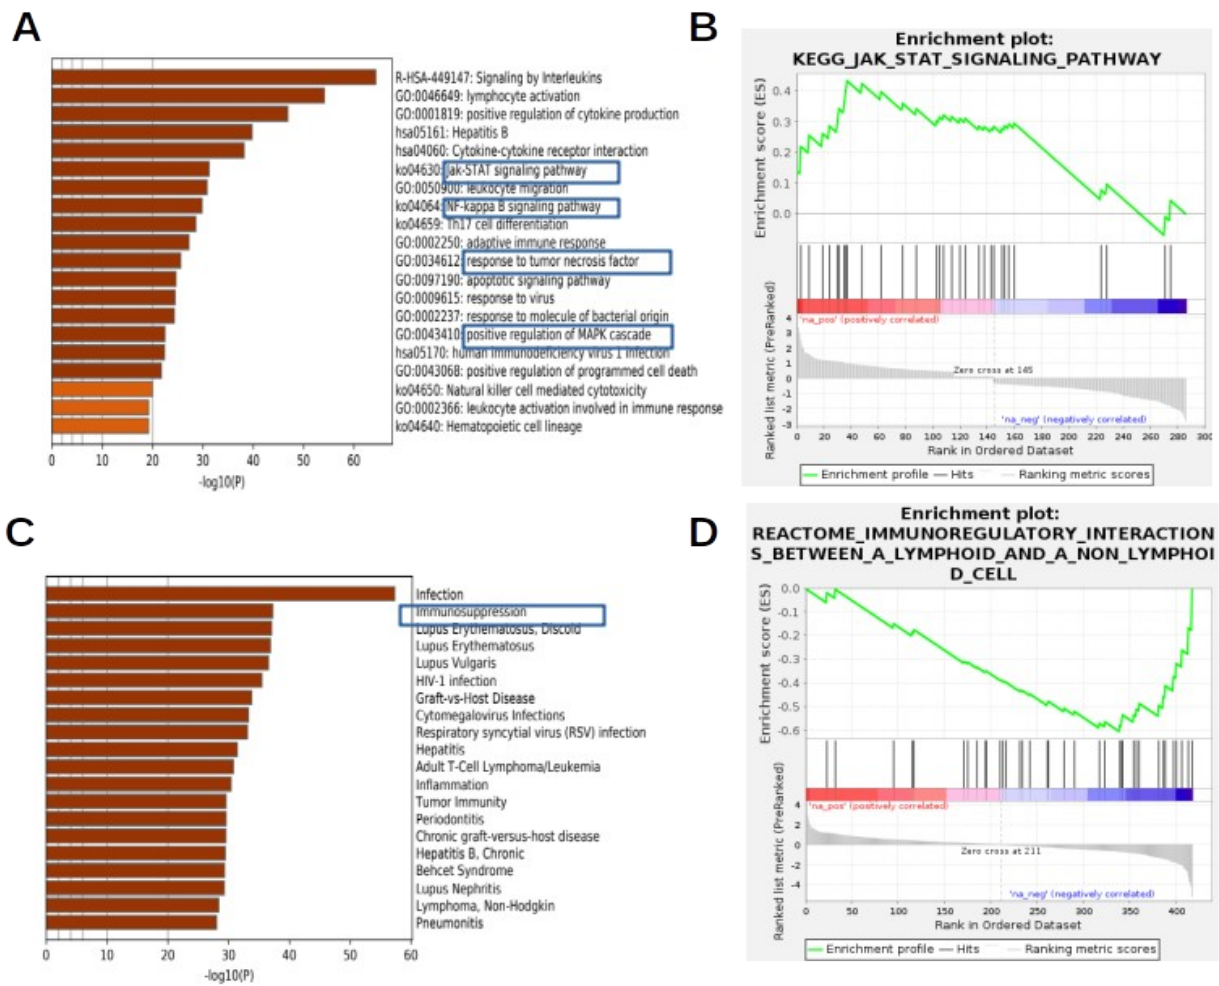 A
R-HSA-449147: Signaling by Interleukins
GO:0046649: lymphocyte activation
GO:0001819: positive regulation of cytokine production
hsa05161: Hepatitis B
hsa04060: Cytokine-cytokine receptor interaction
ko04630: Jak-STAT signaling pathway
GO:0050900: leukocyte migration
ko04064: NF-kappa B signaling pathway
ko04659: Th17 cell differentiation
GO:0002250: adaptive immune response
GO:0034612: response to tumor necrosis factor
GO:0097190: apoptotic signaling pathway
GO:0009615: response to virus
GO:0002237: response to molecule of bacterial origin
GO:0043410: positive regulation of MAPK cascade
hsa05170: human immunodeficiency virus 1 infection
GO:0043068: positive regulation of programmed cell death
ko04650: Natural killer cell mediated cytotoxicity
GO:0002366: leukocyte activation involved in immune response
ko04640: Hematopoietic cell lineage
0 10 20 30 40 50 60
-log10(P)
B
Enrichment plot:
KEGG_JAK_STAT_SIGNALING_PATHWAY
Enrichment score (ES)
0.4
0.3
0.2
0.1
0.0
'na_pos' (positively correlated)
Ranked list metric (PreRanked)
4
3
2
1
0
-1
-2
-3
Zero cross at 145
'na_neg' (negatively correlated)
0 20 40 60 80 100 120 140 160 180 200 220 240 260 280 300
Rank in Ordered Dataset
Enrichment profile Hits Ranking metric scores
C
Infection
Immunosuppression
Lupus Erythematosus, Discoid
Lupus Erythematosus
Lupus Vulgaris
HIV-1 infection
Graft-vs-Host Disease
Cytomegalovirus Infections
Respiratory syncytial virus (RSV) infection
Hepatitis
Adult T-Cell Lymphoma/Leukemia
Inflammation
Tumor Immunity
Periodontitis
Chronic graft-versus-host disease
Hepatitis B, Chronic
Behcet Syndrome
Lupus Nephritis
Lymphoma, Non-Hodgkin
Pneumonitis
0 10 20 30 40 50 60
-log10(P)
D
Enrichment plot:
REACTOME_IMMUNOREGULATORY_INTERACTION
S_BETWEEN_A_LYMPHOID_AND_A_NON_LYMPHOI
D_CELL
Enrichment score (ES)
0.0
-0.1
-0.2
-0.3
-0.4
-0.5
-0.6
'na_pos' (positively correlated)
Ranked list metric (PreRanked)
4
2
0
-2
-4
Zero cross at 211
'na_neg' (negatively correlated)
0 50 100 150 200 250 300 350 400
Rank in Ordered Dataset
Enrichment profile Hits Ranking metric scores